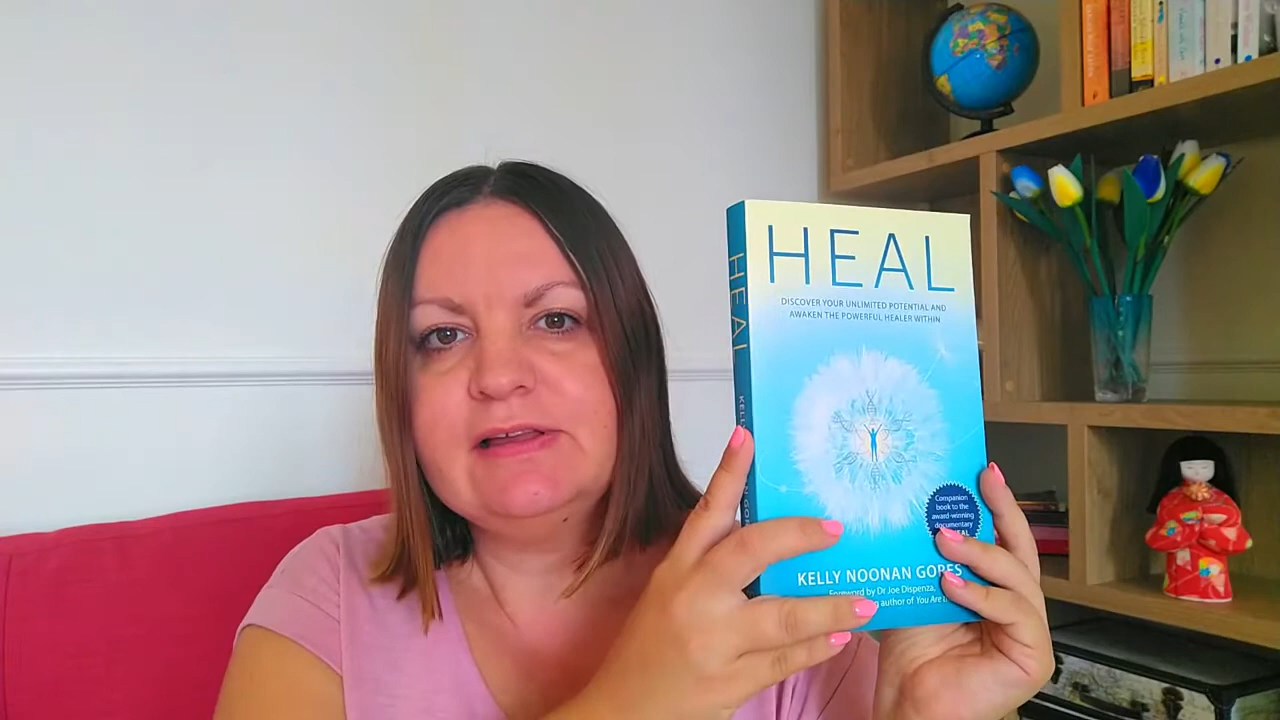 HEAL
DISCOVER YOUR UNLIMITED POTENTIAL AND
AWAKEN THE POWERFUL HEALER WITHIN
Companion
book to the
award-winning
documentary
HEAL
KELLY NOONAN GORES
Foreword by Dr Joe Dispenza,
author of You Are
HEAL